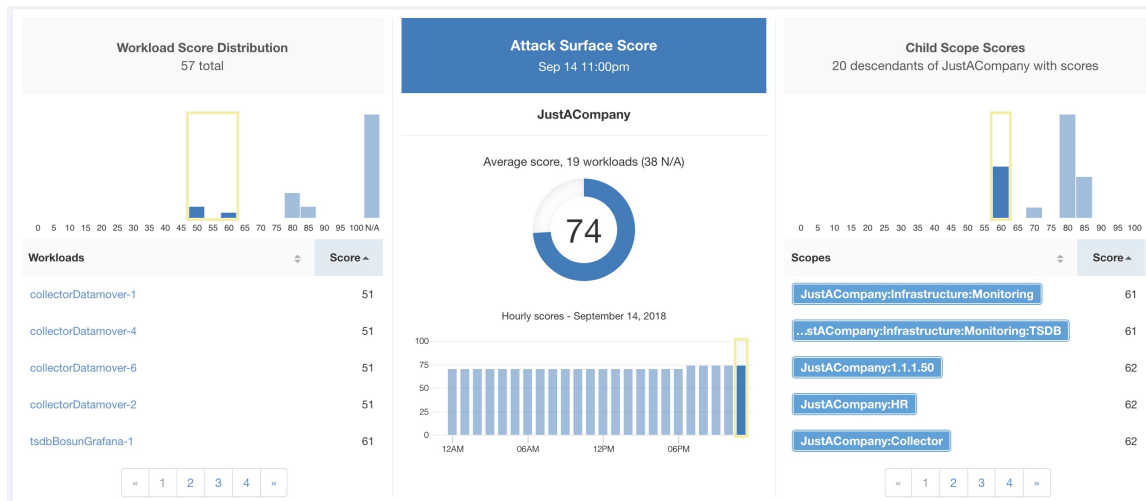 Workload Score Distribution
57 total
0 5 10 15 20 25 30 35 40 45 50 55 60 65 70 75 80 85 90 95 100 N/A
Workloads Score
collectorDatamover-1 51
collectorDatamover-4 51
collectorDatamover-6 51
collectorDatamover-2 51
tsdbBosunGrafana-1 61
« 1 2 3 4 »
Attack Surface Score
Sep 14 11:00pm
JustACompany
Average score, 19 workloads (38 N/A)
74
Hourly scores - September 14, 2018
100
75
50
25
0
12AM 06AM 12PM 06PM
Child Scope Scores
20 descendants of JustACompany with scores
0 5 10 15 20 25 30 35 40 45 50 55 60 65 70 75 80 85 90 95 100
Scopes Score
JustACompany:Infrastructure:Monitoring 61
...stACompany:Infrastructure:Monitoring:TSDB 61
JustACompany:1.1.1.50 62
JustACompany:HR 62
JustACompany:Collector 62
« 1 2 3 4 »